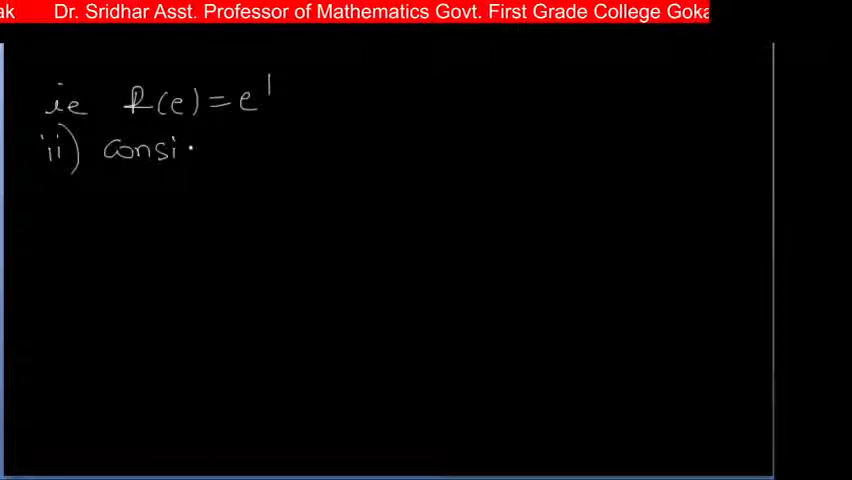 ak Dr. Sridhar Asst. Professor of Mathematics Govt. First Grade College Goka
ie f(e) = e'
ii) consi